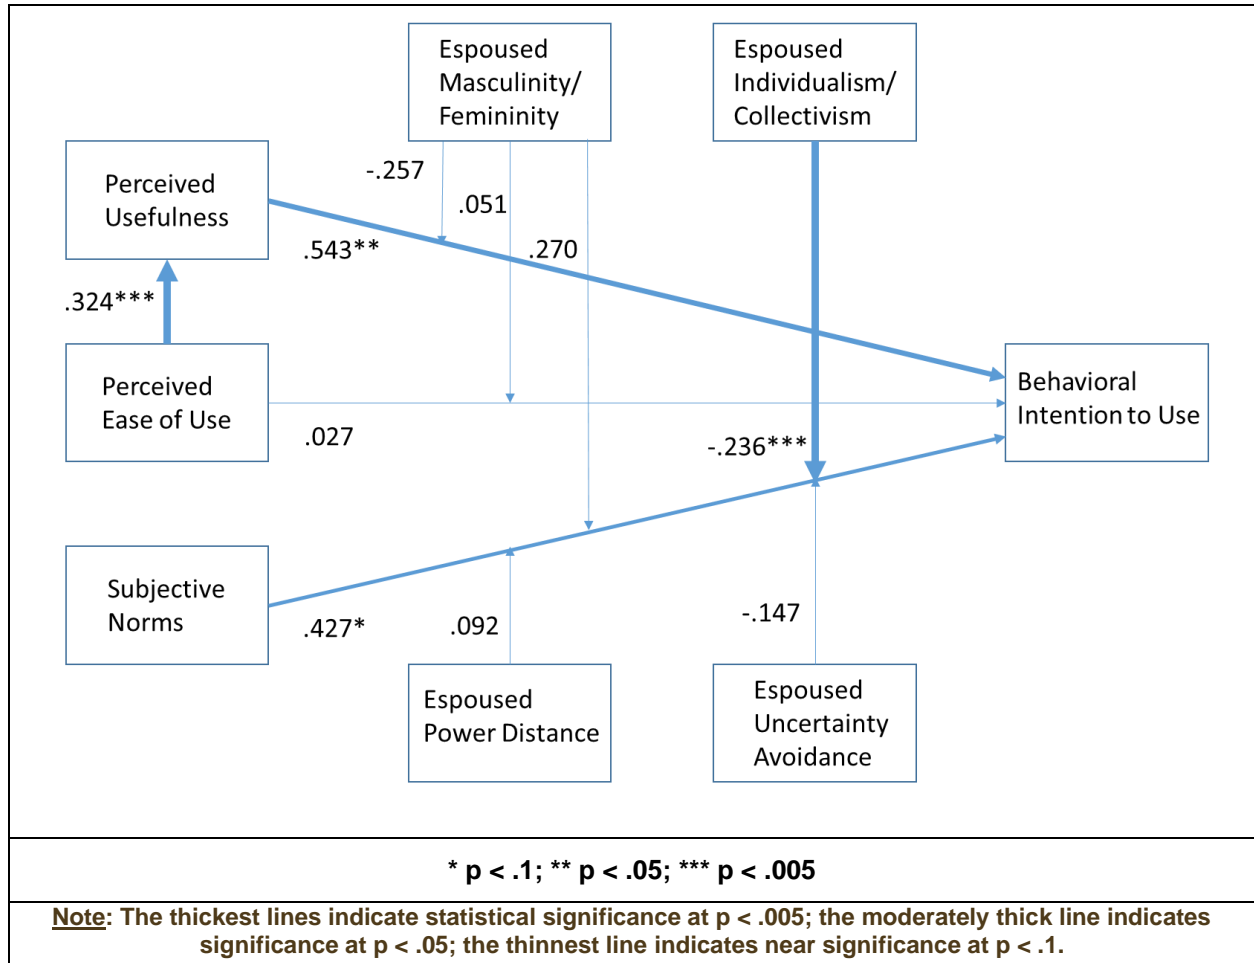 Espoused
Masculinity/
Femininity
Espoused
Individualism/
Collectivism
Perceived
Usefulness
-.257
.051
.270
.543**
.324***
Perceived
Ease of Use
.027
-.236***
Behavioral
Intention to Use
Subjective
Norms
.427*
.092
-.147
Espoused
Power Distance
Espoused
Uncertainty
Avoidance
* p < .1; ** p < .05; *** p < .005
Note: The thickest lines indicate statistical significance at p < .005; the moderately thick line indicates
significance at p < .05; the thinnest line indicates near significance at p < .1.